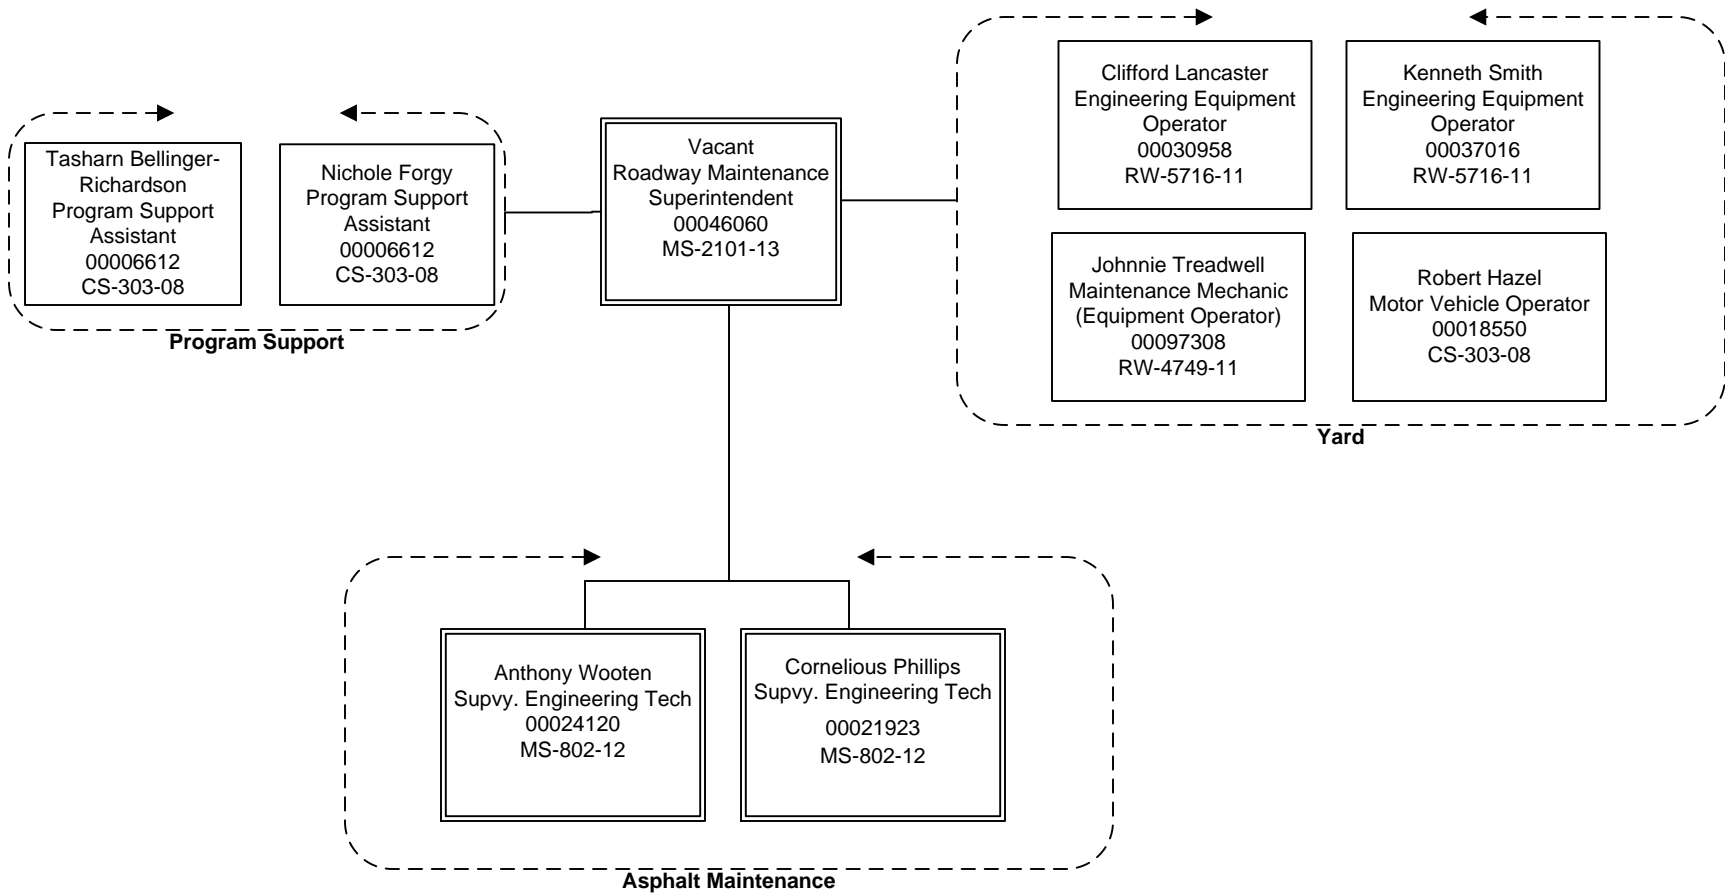 Tasharn Bellinger-
Richardson
Program Support
Assistant
00006612
CS-303-08
Nichole Forgy
Program Support
Assistant
00006612
CS-303-08
Program Support
Vacant
Roadway Maintenance
Superintendent
00046060
MS-2101-13
Clifford Lancaster
Engineering Equipment
Operator
00030958
RW-5716-11
Kenneth Smith
Engineering Equipment
Operator
00037016
RW-5716-11
Johnnie Treadwell
Maintenance Mechanic
(Equipment Operator)
00097308
RW-4749-11
Robert Hazel
Motor Vehicle Operator
00018550
CS-303-08
Yard
Anthony Wooten
Supvy. Engineering Tech
00024120
MS-802-12
Cornelious Phillips
Supvy. Engineering Tech
00021923
MS-802-12
Asphalt Maintenance